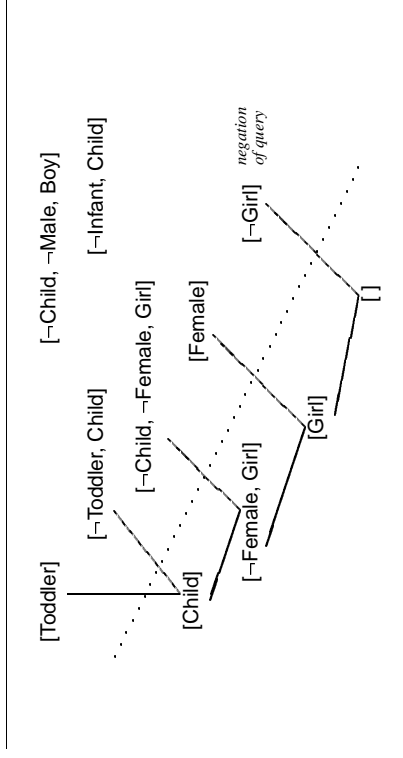 [Toddler]
[¬Child, ¬Male, Boy]
[¬Toddler, Child]
[¬Infant, Child]
[¬Child, ¬Female, Girl]
[Child]
[Female]
[¬Female, Girl]
[¬Girl]
negation
of query
[Girl]
[ ]